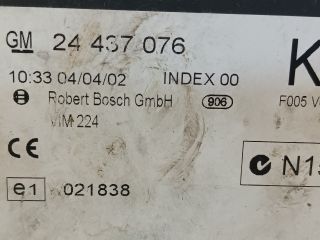 GM 24 437 076 K
10:33 04/04/02 INDEX 00
Robert Bosch GmbH 906 F005 V
VIM 224
CE N15
e1 021838